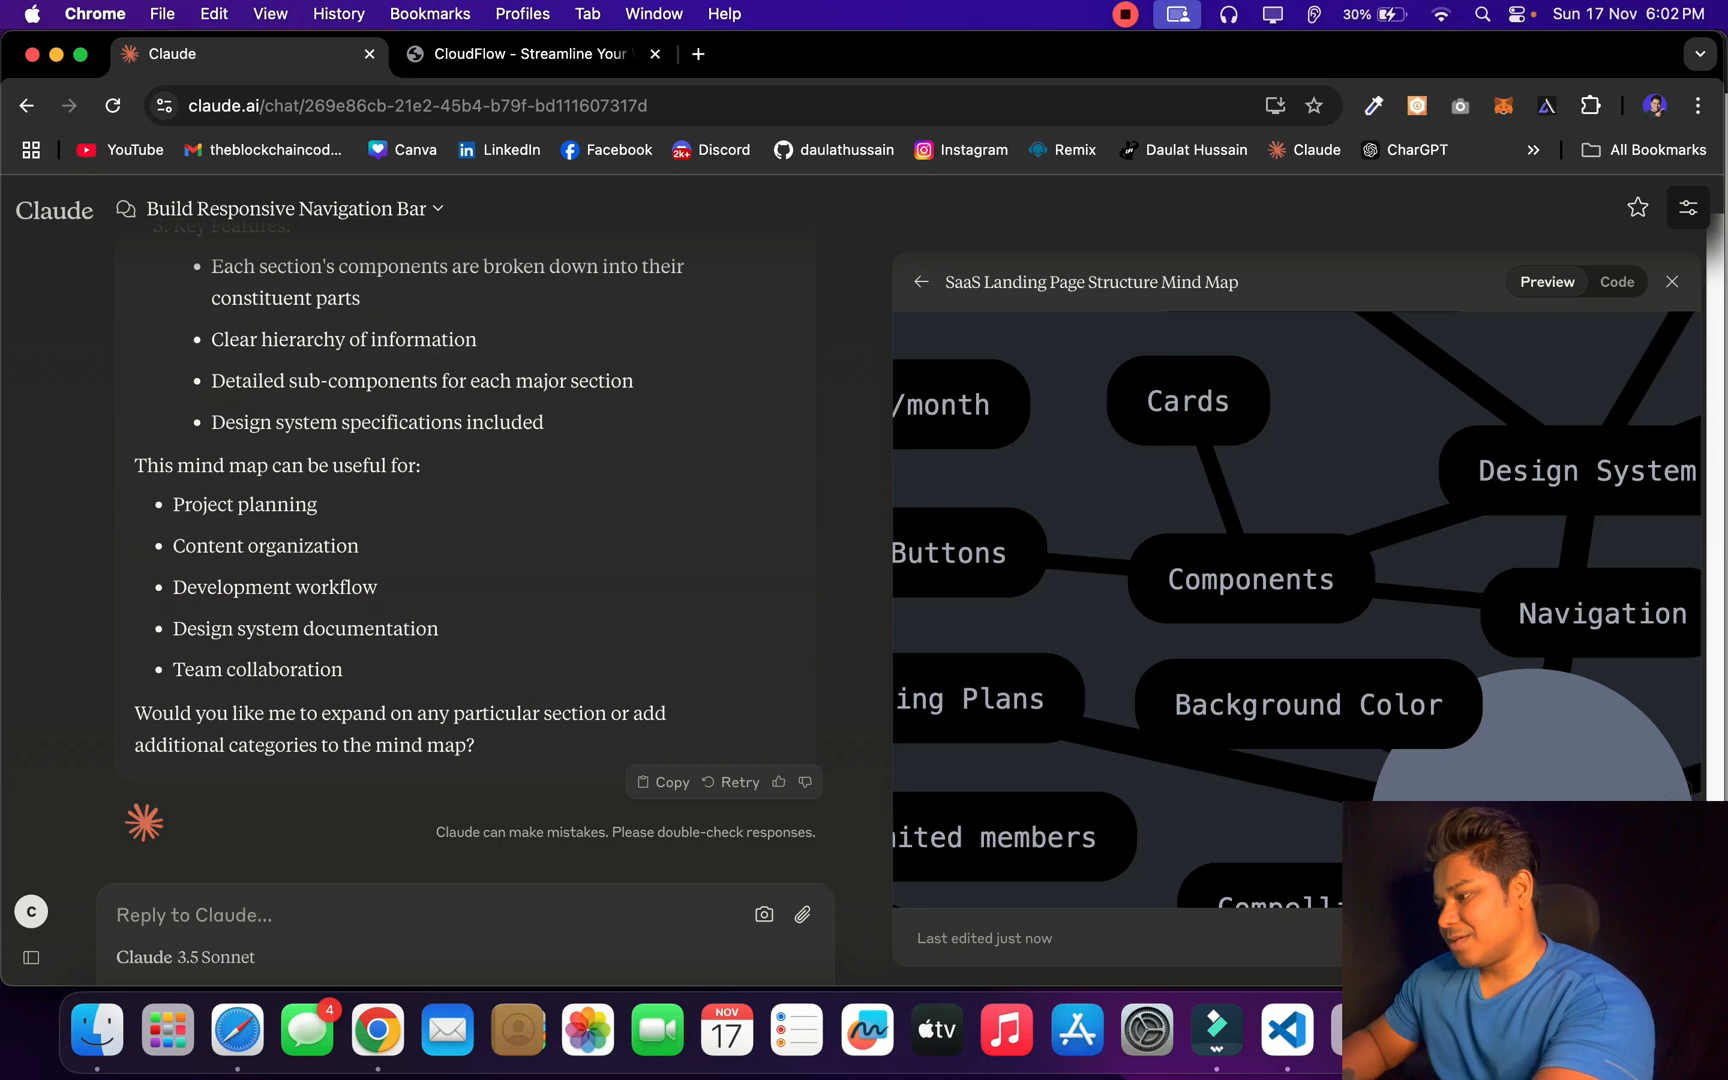 Chrome File Edit View History Bookmarks Profiles Tab Window Help 30% Sun 17 Nov 6:02 PM
Claude CloudFlow - Streamline Your
claude.ai/chat/269e86cb-21e2-45b4-b79f-bd111607317d
YouTube theblockchaincod... Canva LinkedIn Facebook 2k+ Discord daulathussain Instagram Remix Daulat Hussain Claude CharGPT All Bookmarks
Claude Build Responsive Navigation Bar
3. Key Features:
• Each section's components are broken down into their
constituent parts
• Clear hierarchy of information
• Detailed sub-components for each major section
• Design system specifications included
This mind map can be useful for:
• Project planning
• Content organization
• Development workflow
• Design system documentation
• Team collaboration
Would you like me to expand on any particular section or add
additional categories to the mind map?
Copy Retry
Claude can make mistakes. Please double-check responses.
C
Reply to Claude...
Claude 3.5 Sonnet
SaaS Landing Page Structure Mind Map Preview Code
/month Cards
Design System
Buttons Components
Navigation
ing Plans Background Color
ited members
Compelli
Last edited just now
4 NOV 17 tv